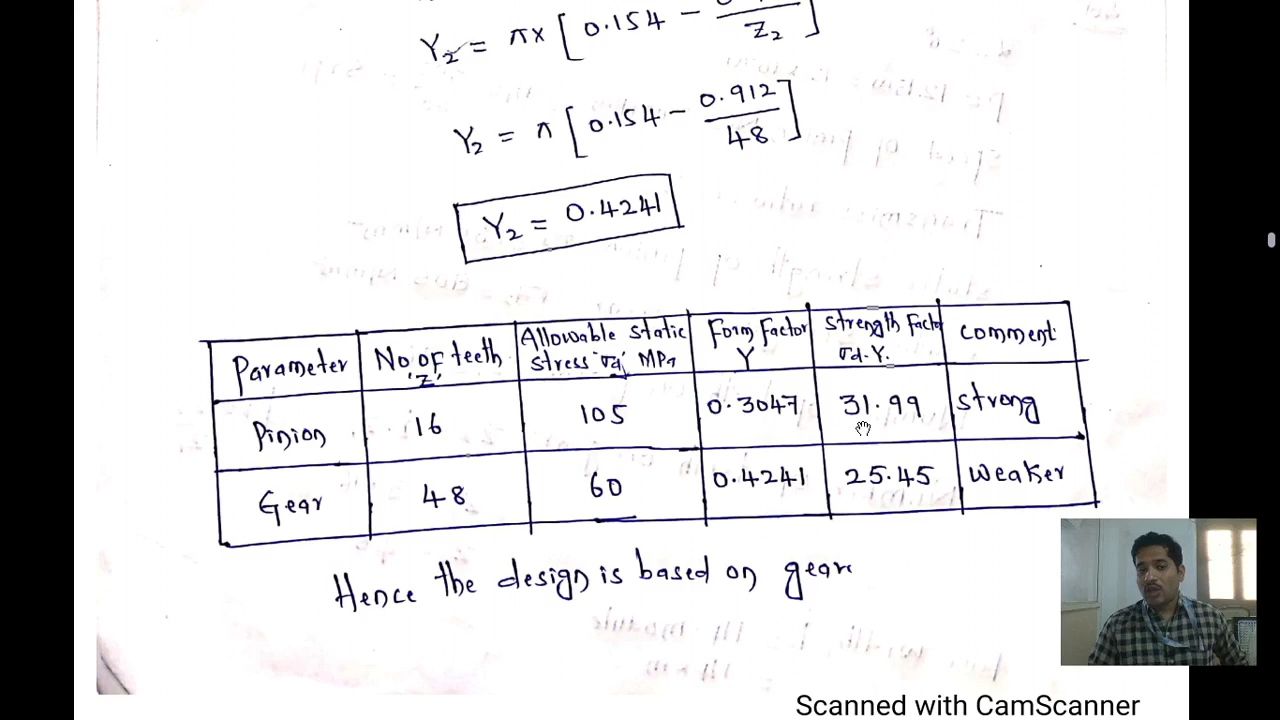 Y₂ = π x [ 0.154 - / Z₂ ]
Y₂ = π [ 0.154 - 0.912 / 48 ]
Y₂ = 0.4241
Parameter | No of teeth 'Z' | Allowable static stress 'σd' MPa | Form Factor Y | Strength Factor σd.Y. | comment
Pinion | 16 | 105 | 0.3047 | 31.99 | strong
Gear | 48 | 60 | 0.4241 | 25.45 | weaker
Hence the design is based on gear
Scanned with CamScanner